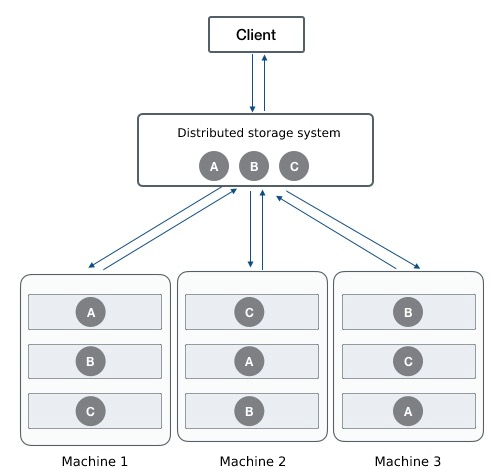 Client
Distributed storage system
A B C
A C B
B A C
C B A
Machine 1 Machine 2 Machine 3